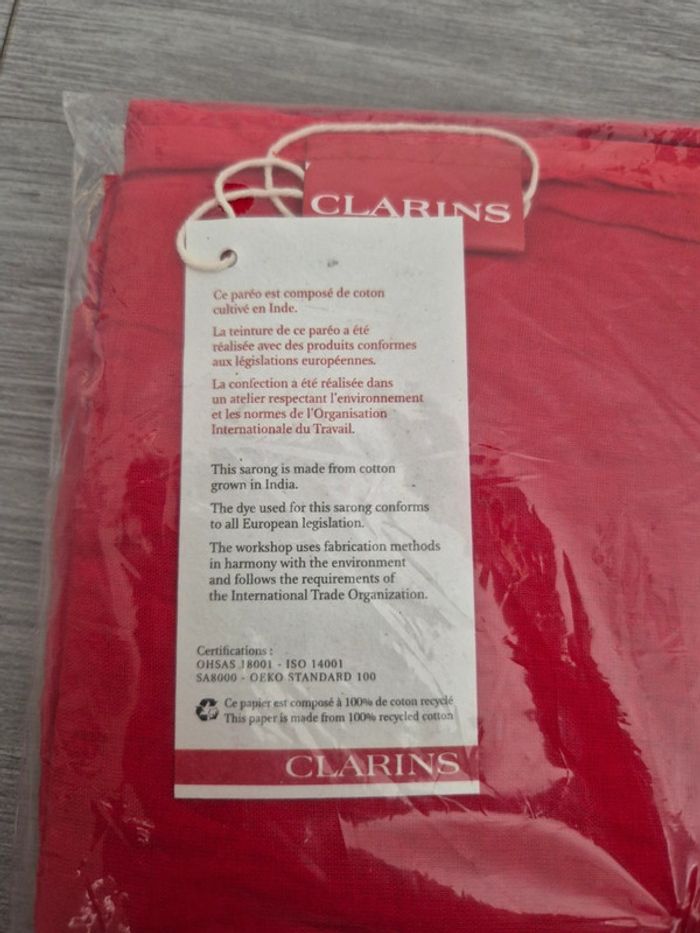 CLARINS
Ce paréo est composé de coton
cultivé en Inde.
La teinture de ce paréo a été
réalisée avec des produits conformes
aux législations européennes.
La confection a été réalisée dans
un atelier respectant l'environnement
et les normes de l'Organisation
Internationale du Travail.
This sarong is made from cotton
grown in India.
The dye used for this sarong conforms
to all European legislation.
The workshop uses fabrication methods
in harmony with the environment
and follows the requirements of
the International Trade Organization.
Certifications :
OHSAS 18001 - ISO 14001
SA8000 - OEKO STANDARD 100
Ce papier est composé à 100% de coton recyclé
This paper is made from 100% recycled cotton
CLARINS